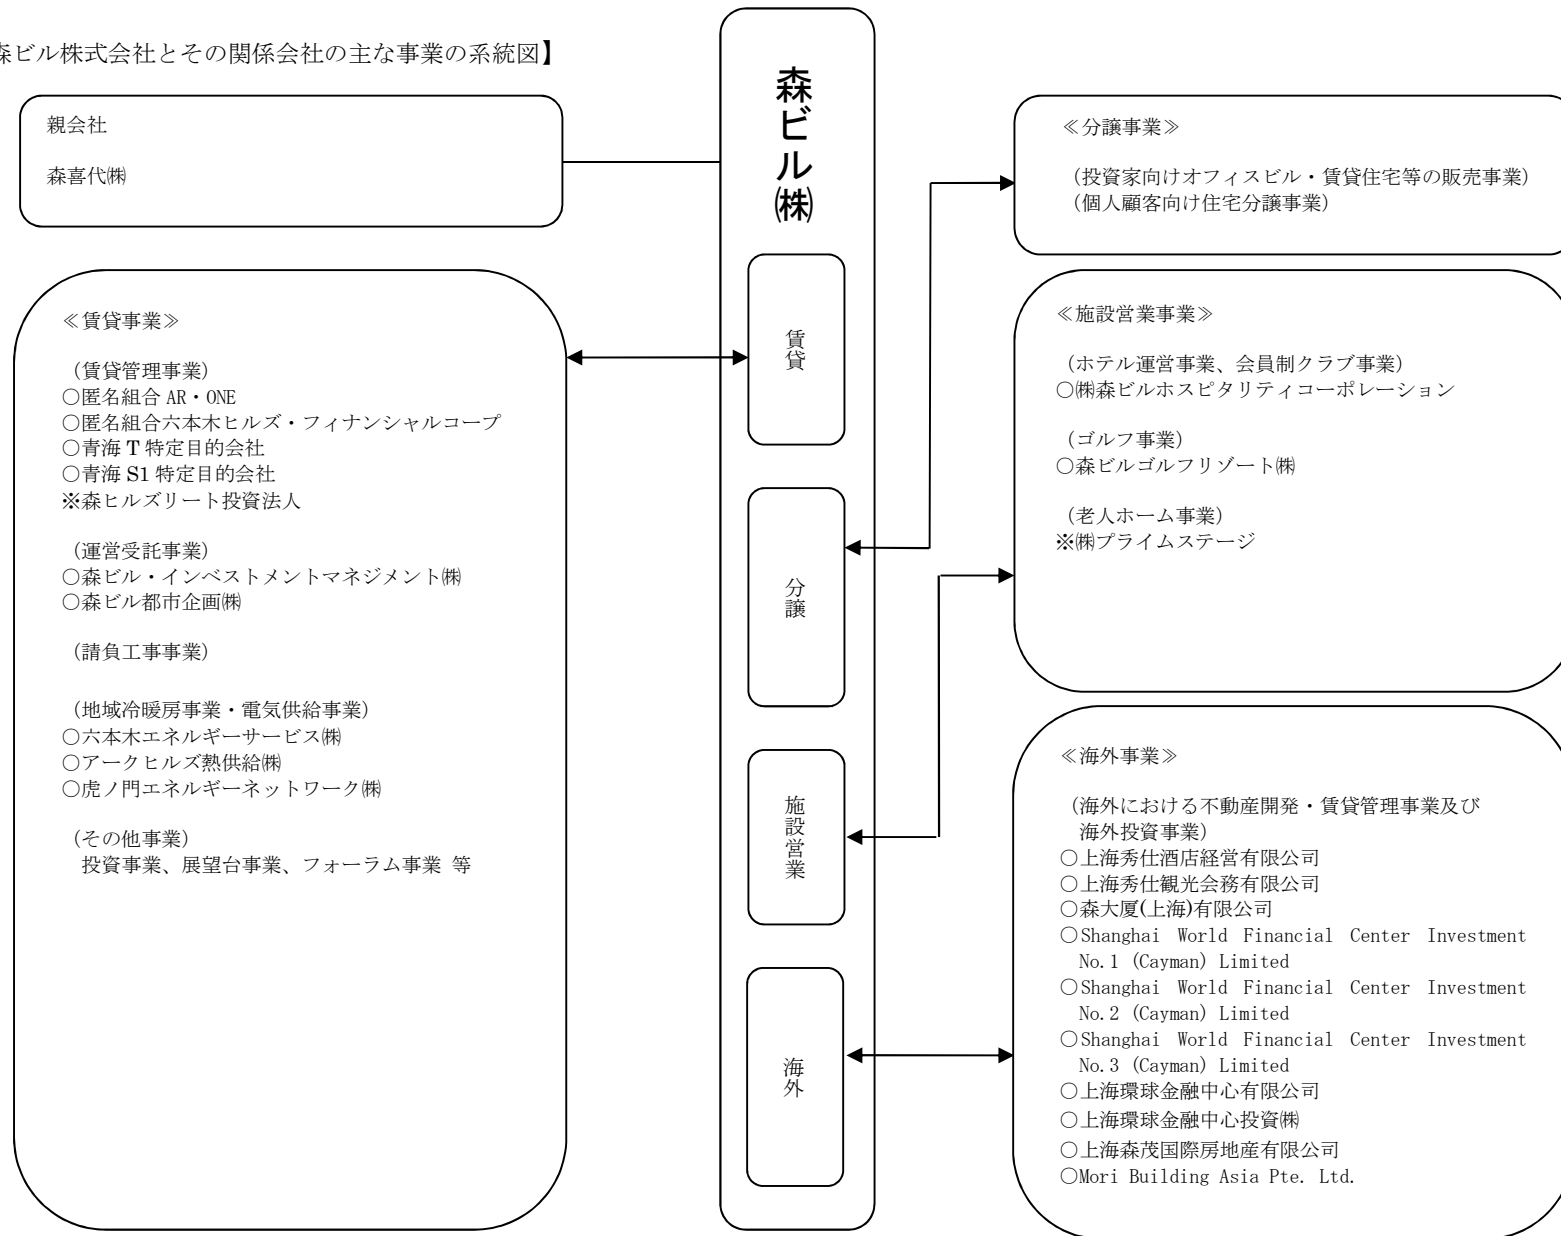 森ビル株式会社とその関係会社の主な事業の系統図】
親会社
森喜代㈱
≪賃貸事業≫
（賃貸管理事業）
○匿名組合 AR・ONE
○匿名組合六本木ヒルズ・フィナンシャルコープ
○青海 T 特定目的会社
○青海 S1 特定目的会社
※森ヒルズリート投資法人
（運営受託事業）
○森ビル・インベストメントマネジメント㈱
○森ビル都市企画㈱
（請負工事事業）
（地域冷暖房事業・電気供給事業）
○六本木エネルギーサービス㈱
○アークヒルズ熱供給㈱
○虎ノ門エネルギーネットワーク㈱
（その他事業）
投資事業、展望台事業、フォーラム事業 等
森ビル㈱
賃貸
分譲
施設営業
海外
≪分譲事業≫
（投資家向けオフィスビル・賃貸住宅等の販売事業）
（個人顧客向け住宅分譲事業）
≪施設営業事業≫
（ホテル運営事業、会員制クラブ事業）
○㈱森ビルホスピタリティコーポレーション
（ゴルフ事業）
○森ビルゴルフリゾート㈱
（老人ホーム事業）
※㈱プライムステージ
≪海外事業≫
（海外における不動産開発・賃貸管理事業及び
海外投資事業）
○上海秀仕酒店経営有限公司
○上海秀仕観光会務有限公司
○森大厦(上海)有限公司
○Shanghai World Financial Center Investment
No.1 (Cayman) Limited
○Shanghai World Financial Center Investment
No.2 (Cayman) Limited
○Shanghai World Financial Center Investment
No.3 (Cayman) Limited
○上海環球金融中心有限公司
○上海環球金融中心投資㈱
○上海森茂国際房地産有限公司
○Mori Building Asia Pte. Ltd.